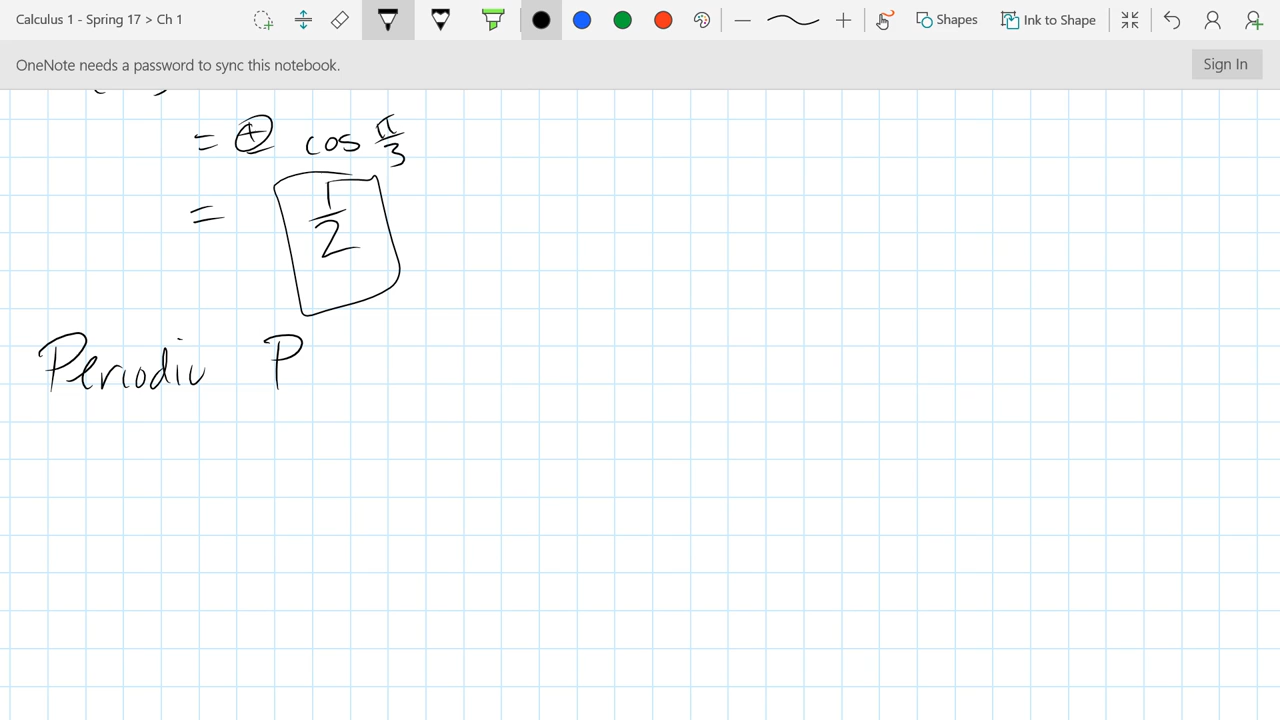 Calculus 1 - Spring 17 > Ch 1
Shapes
Ink to Shape
OneNote needs a password to sync this notebook.
Sign In
= ⊕ cos π/3
= 1/2
Periodic P